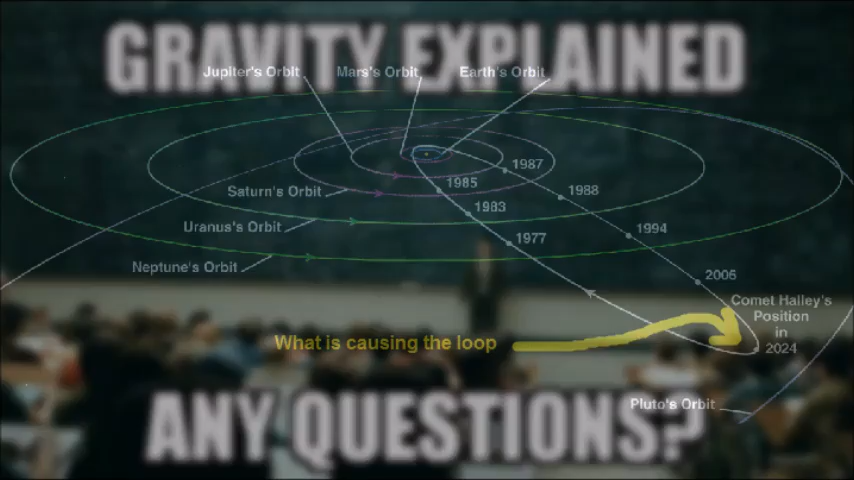 GRAVITY EXPLAINED
Jupiter's Orbit
Mars's Orbit
Earth's Orbit
1987
1985
1988
Saturn's Orbit
1983
Uranus's Orbit
1994
1977
Neptune's Orbit
2005
Comet Halley's
Position
in
2024
What is causing the loop
Pluto's Orbit
ANY QUESTIONS?